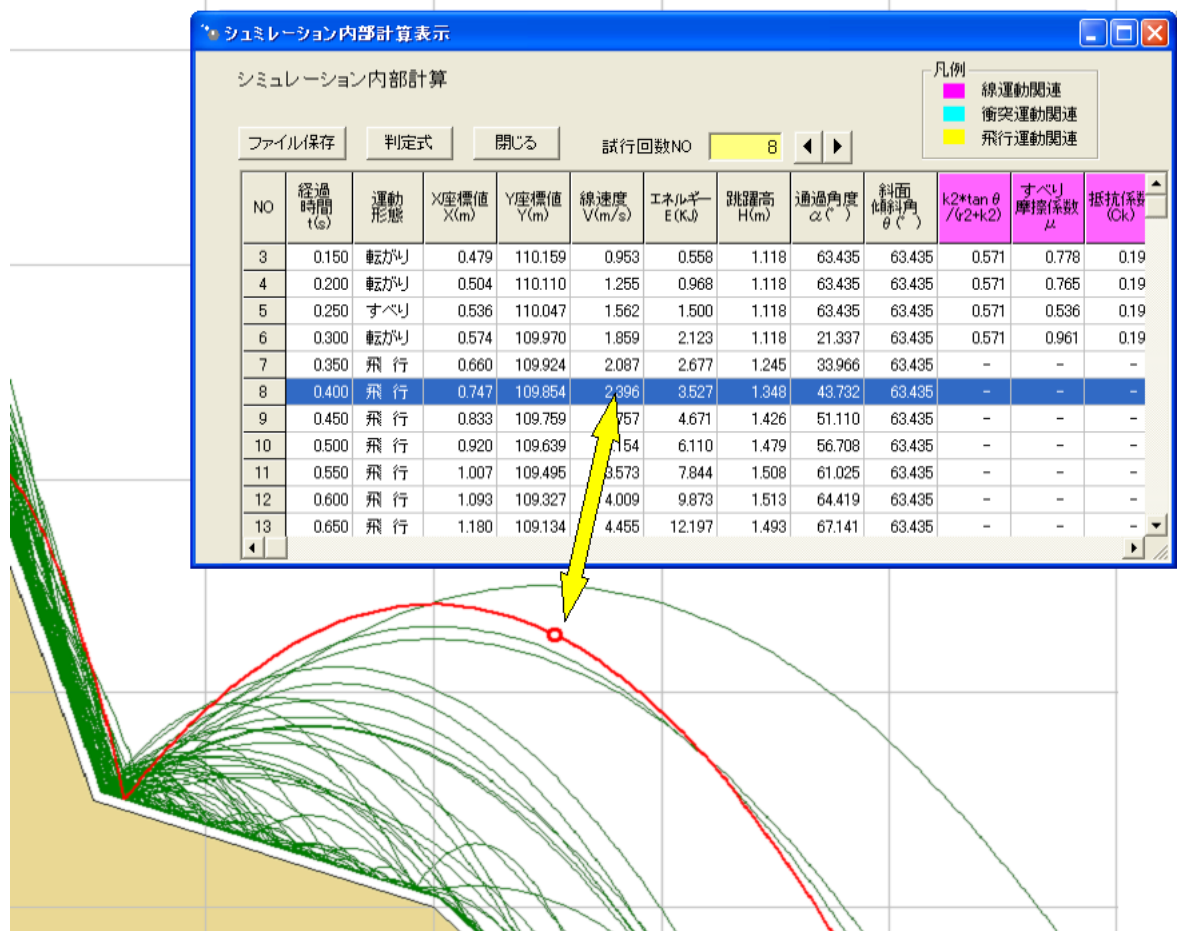 シュミレーション内部計算表示
シミュレーション内部計算
凡例
線運動関連
衝突運動関連
飛行運動関連
ファイル保存 判定式 閉じる 試行回数NO 8
NO 経過時間t(s) 運動形態 X座標値X(m) Y座標値Y(m) 線速度V(m/s) エネルギーE(KJ) 跳躍高H(m) 通過角度α(°) 斜面傾斜角θ(°) k2*tanθ/(r2+k2) すべり摩擦係数μ 抵抗係数(Ck)
3 0.150 転がり 0.479 110.159 0.953 0.558 1.118 63.435 63.435 0.571 0.778 0.19
4 0.200 転がり 0.504 110.110 1.255 0.968 1.118 63.435 63.435 0.571 0.765 0.19
5 0.250 すべり 0.536 110.047 1.562 1.500 1.118 63.435 63.435 0.571 0.536 0.19
6 0.300 転がり 0.574 109.970 1.859 2.123 1.118 21.337 63.435 0.571 0.961 0.19
7 0.350 飛 行 0.660 109.924 2.087 2.677 1.245 33.966 63.435 - - -
8 0.400 飛 行 0.747 109.854 2.396 3.527 1.348 43.732 63.435 - - -
9 0.450 飛 行 0.833 109.759 757 4.671 1.426 51.110 63.435 - - -
10 0.500 飛 行 0.920 109.639 .154 6.110 1.479 56.708 63.435 - - -
11 0.550 飛 行 1.007 109.495 3.573 7.844 1.508 61.025 63.435 - - -
12 0.600 飛 行 1.093 109.327 4.009 9.873 1.513 64.419 63.435 - - -
13 0.650 飛 行 1.180 109.134 4.455 12.197 1.493 67.141 63.435 - - -